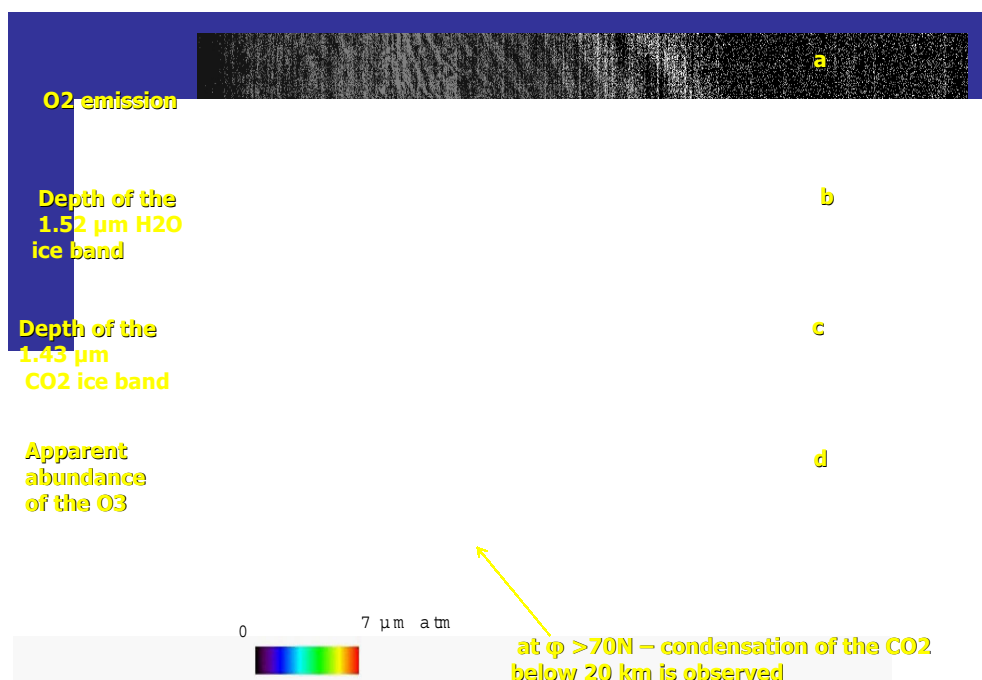 a
O2 emission
Depth of the
1.52 µm H2O
ice band
b
Depth of the
1.43 µm
CO2 ice band
c
Apparent
abundance
of the O3
d
0
7 µm atm
at φ >70N – condensation of the CO2
below 20 km is observed